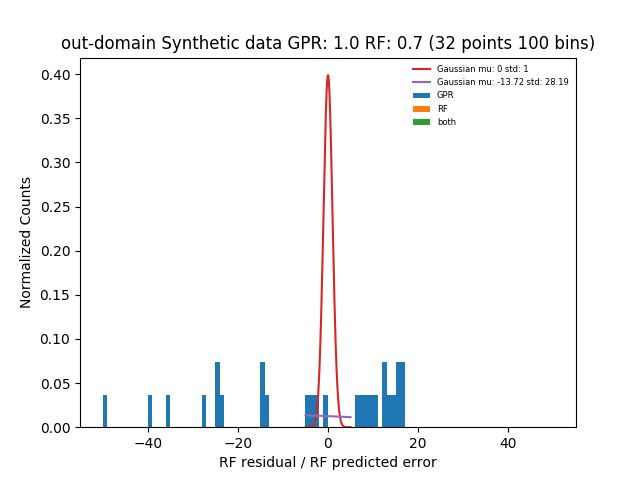 out-domain Synthetic data GPR: 1.0 RF: 0.7 (32 points 100 bins)
Gaussian mu: 0 std: 1
Gaussian mu: -13.72 std: 28.19
GPR
RF
both
Normalized Counts
0.40
0.35
0.30
0.25
0.20
0.15
0.10
0.05
0.00
−40
−20
0
20
40
RF residual / RF predicted error